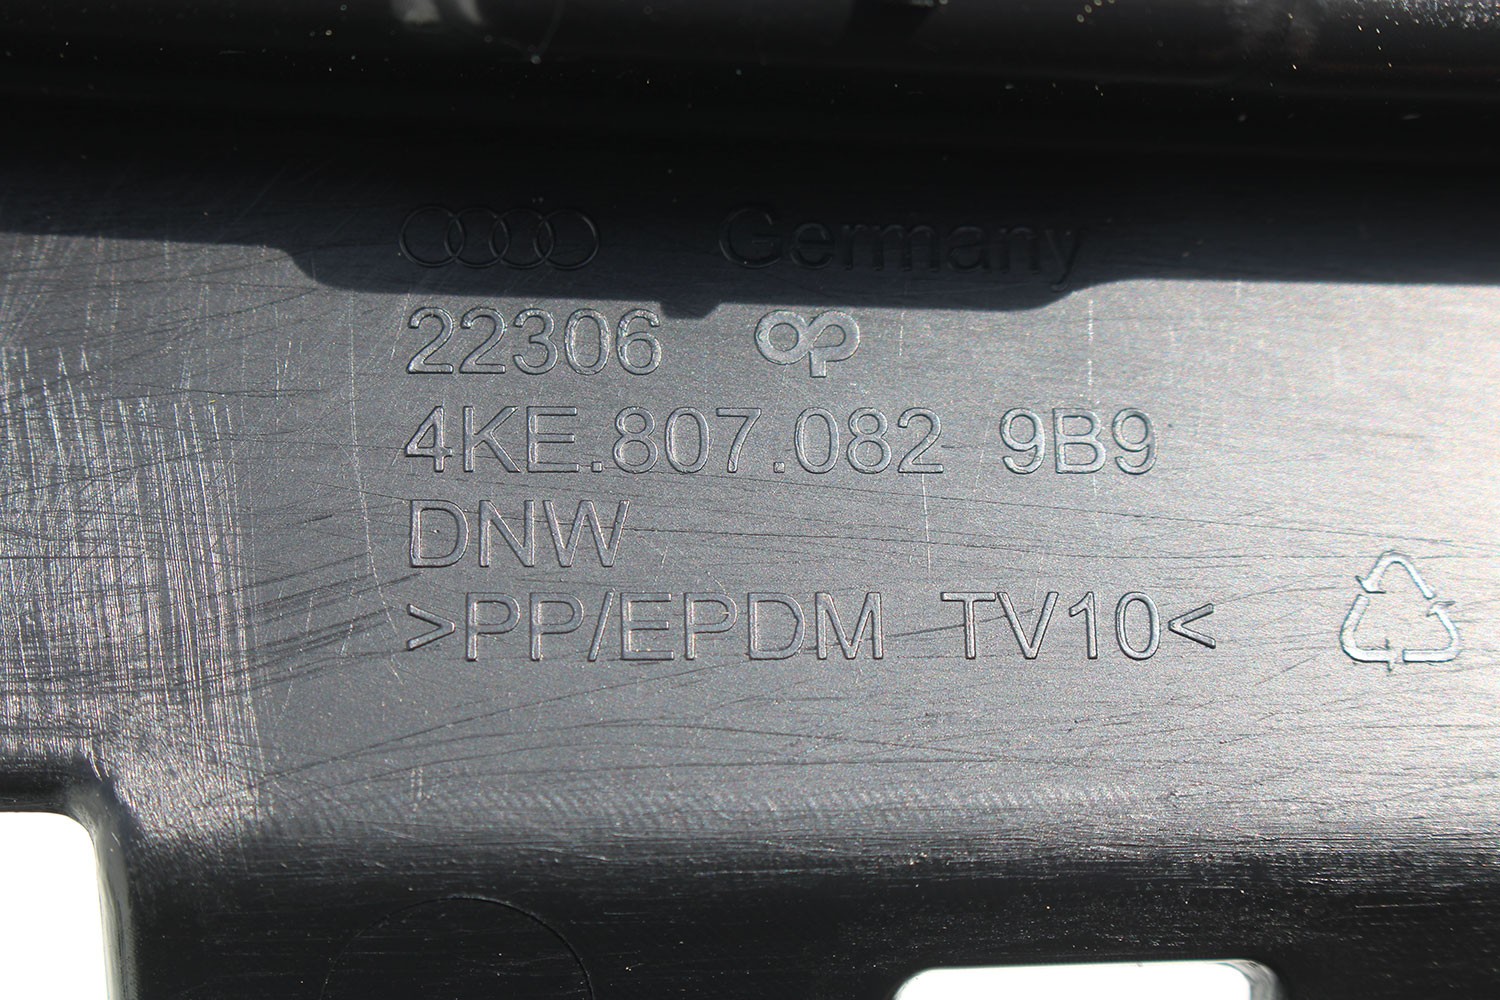 Germany
22306
4KE.807.082 9B9
DNW
>PP/EPDM TV10<